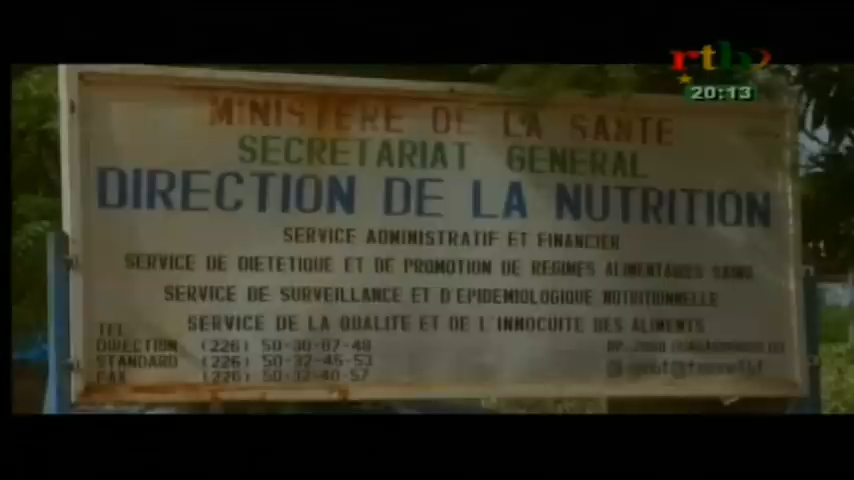 rtb
20:13
MINISTERE DE LA SANTE
SECRETARIAT GENERAL
DIRECTION DE LA NUTRITION
SERVICE ADMINISTRATIF ET FINANCIER
SERVICE DE DIETETIQUE ET DE PROMOTION DE REGIMES ALIMENTAIRES SAINS
SERVICE DE SURVEILLANCE ET D'EPIDEMIOLOGIQUE NUTRITIONNELLE
SERVICE DE LA QUALITE ET DE L'INNOCUITE DES ALIMENTS
TEL
DIRECTION (226) 50-30-87-48
STANDARD (226) 50-32-45-53
FAX (226) 50-32-40-57